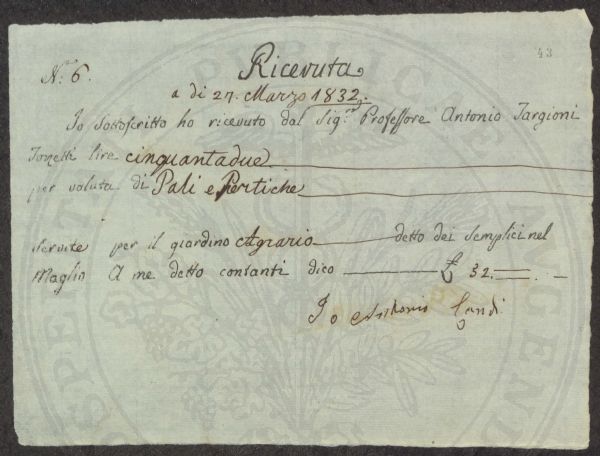 43
N.º 6.
Ricevuta
a di 27. Marzo 1832.
Io sottoscritto ho ricevuto dal Sig.r Professore Antonio Targioni
Tozzetti lire cinquantadue
per valuta di Pali e Pertiche
servite per il giardino Agrario detto dei Semplici nel
Maglio A me detto contanti dico £ 32.
Io Antonio Landi